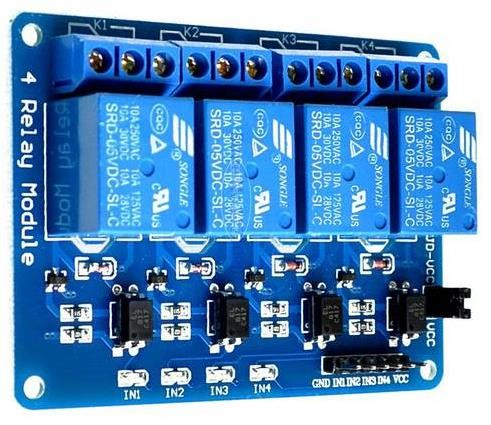 K1
K2
K3
K4
4 Relay Module
SONGLE
10A 250VAC 10A 125VAC
10A 30VDC 10A 28VDC
SRD-05VDC-SL-C
SONGLE
10A 250VAC 10A 125VAC
10A 30VDC 10A 28VDC
SRD-05VDC-SL-C
SONGLE
10A 250VAC 10A 125VAC
10A 30VDC 10A 28VDC
SRD-05VDC-SL-C
SONGLE
10A 250VAC 10A 125VAC
10A 30VDC 10A 28VDC
SRD-05VDC-SL-C
JD-VCC
VCC
IN1
IN2
IN3
IN4
GND IN1 IN2 IN3 IN4 VCC